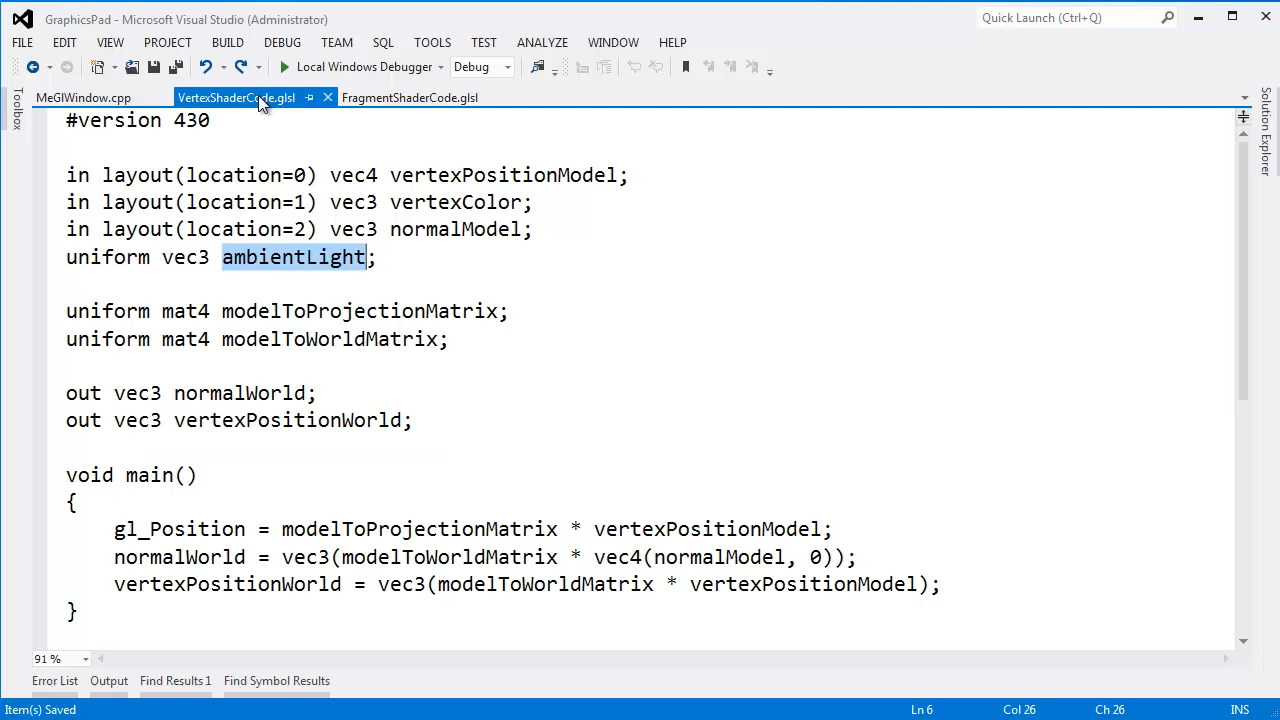 GraphicsPad - Microsoft Visual Studio (Administrator)
Quick Launch (Ctrl+Q)
FILE EDIT VIEW PROJECT BUILD DEBUG TEAM SQL TOOLS TEST ANALYZE WINDOW HELP
Local Windows Debugger Debug
MeGlWindow.cpp VertexShaderCode.glsl FragmentShaderCode.glsl
Toolbox
Solution Explorer
#version 430
in layout(location=0) vec4 vertexPositionModel;
in layout(location=1) vec3 vertexColor;
in layout(location=2) vec3 normalModel;
uniform vec3 ambientLight;
uniform mat4 modelToProjectionMatrix;
uniform mat4 modelToWorldMatrix;
out vec3 normalWorld;
out vec3 vertexPositionWorld;
void main()
{
gl_Position = modelToProjectionMatrix * vertexPositionModel;
normalWorld = vec3(modelToWorldMatrix * vec4(normalModel, 0));
vertexPositionWorld = vec3(modelToWorldMatrix * vertexPositionModel);
}
91 %
Error List Output Find Results 1 Find Symbol Results
Item(s) Saved Ln 6 Col 26 Ch 26 INS